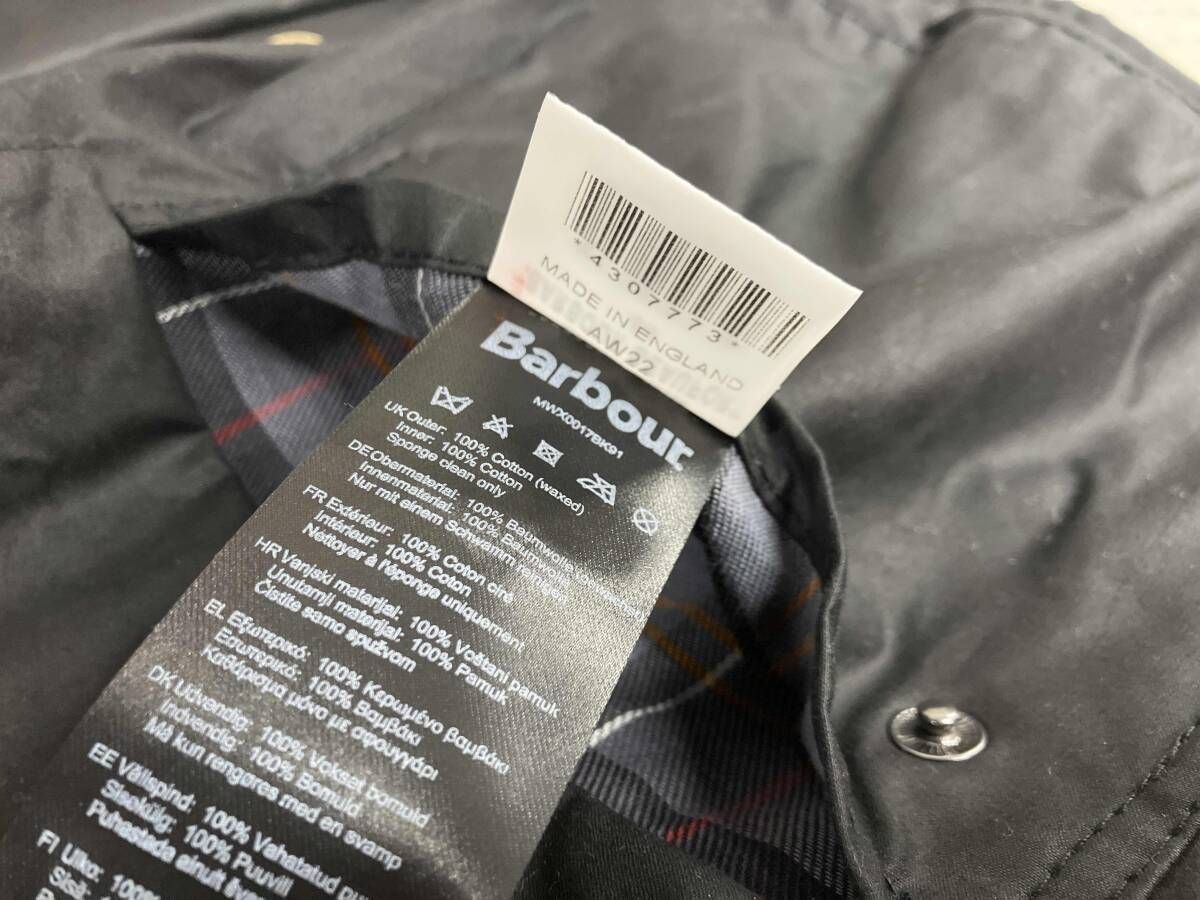 *4307773*
MADE IN ENGLAND
AW22
Barbour
MWX0017BK91
UK Outer: 100% Cotton (waxed)
Inner: 100% Cotton
Sponge clean only
DE Obermaterial: 100% Baumwolle
Innenmaterial: 100% Baumwolle
Nur mit einem Schwamm reinigen
FR Extérieur: 100% Coton ciré
Intérieur: 100% Coton
Nettoyer à l'éponge uniquement
HR Vanjski materijal: 100% Voštani pamuk
Unutarnji materijal: 100% Pamuk
Čistite samo spužvom
EL Εξωτερικό: 100% Κερωμένο βαμβάκι
Εσωτερικό: 100% Βαμβάκι
Καθάρισμα μόνο με σφουγγάρι
DK Udvendig: 100% Vokset bomuld
Indvendig: 100% Bomuld
Må kun rengøres med en svamp
EE Vällispind: 100% Vahatatud
Sisekülg: 100% Puuvill
Puhastada ainult
FI Ulko: 100%
Sisä: 100%